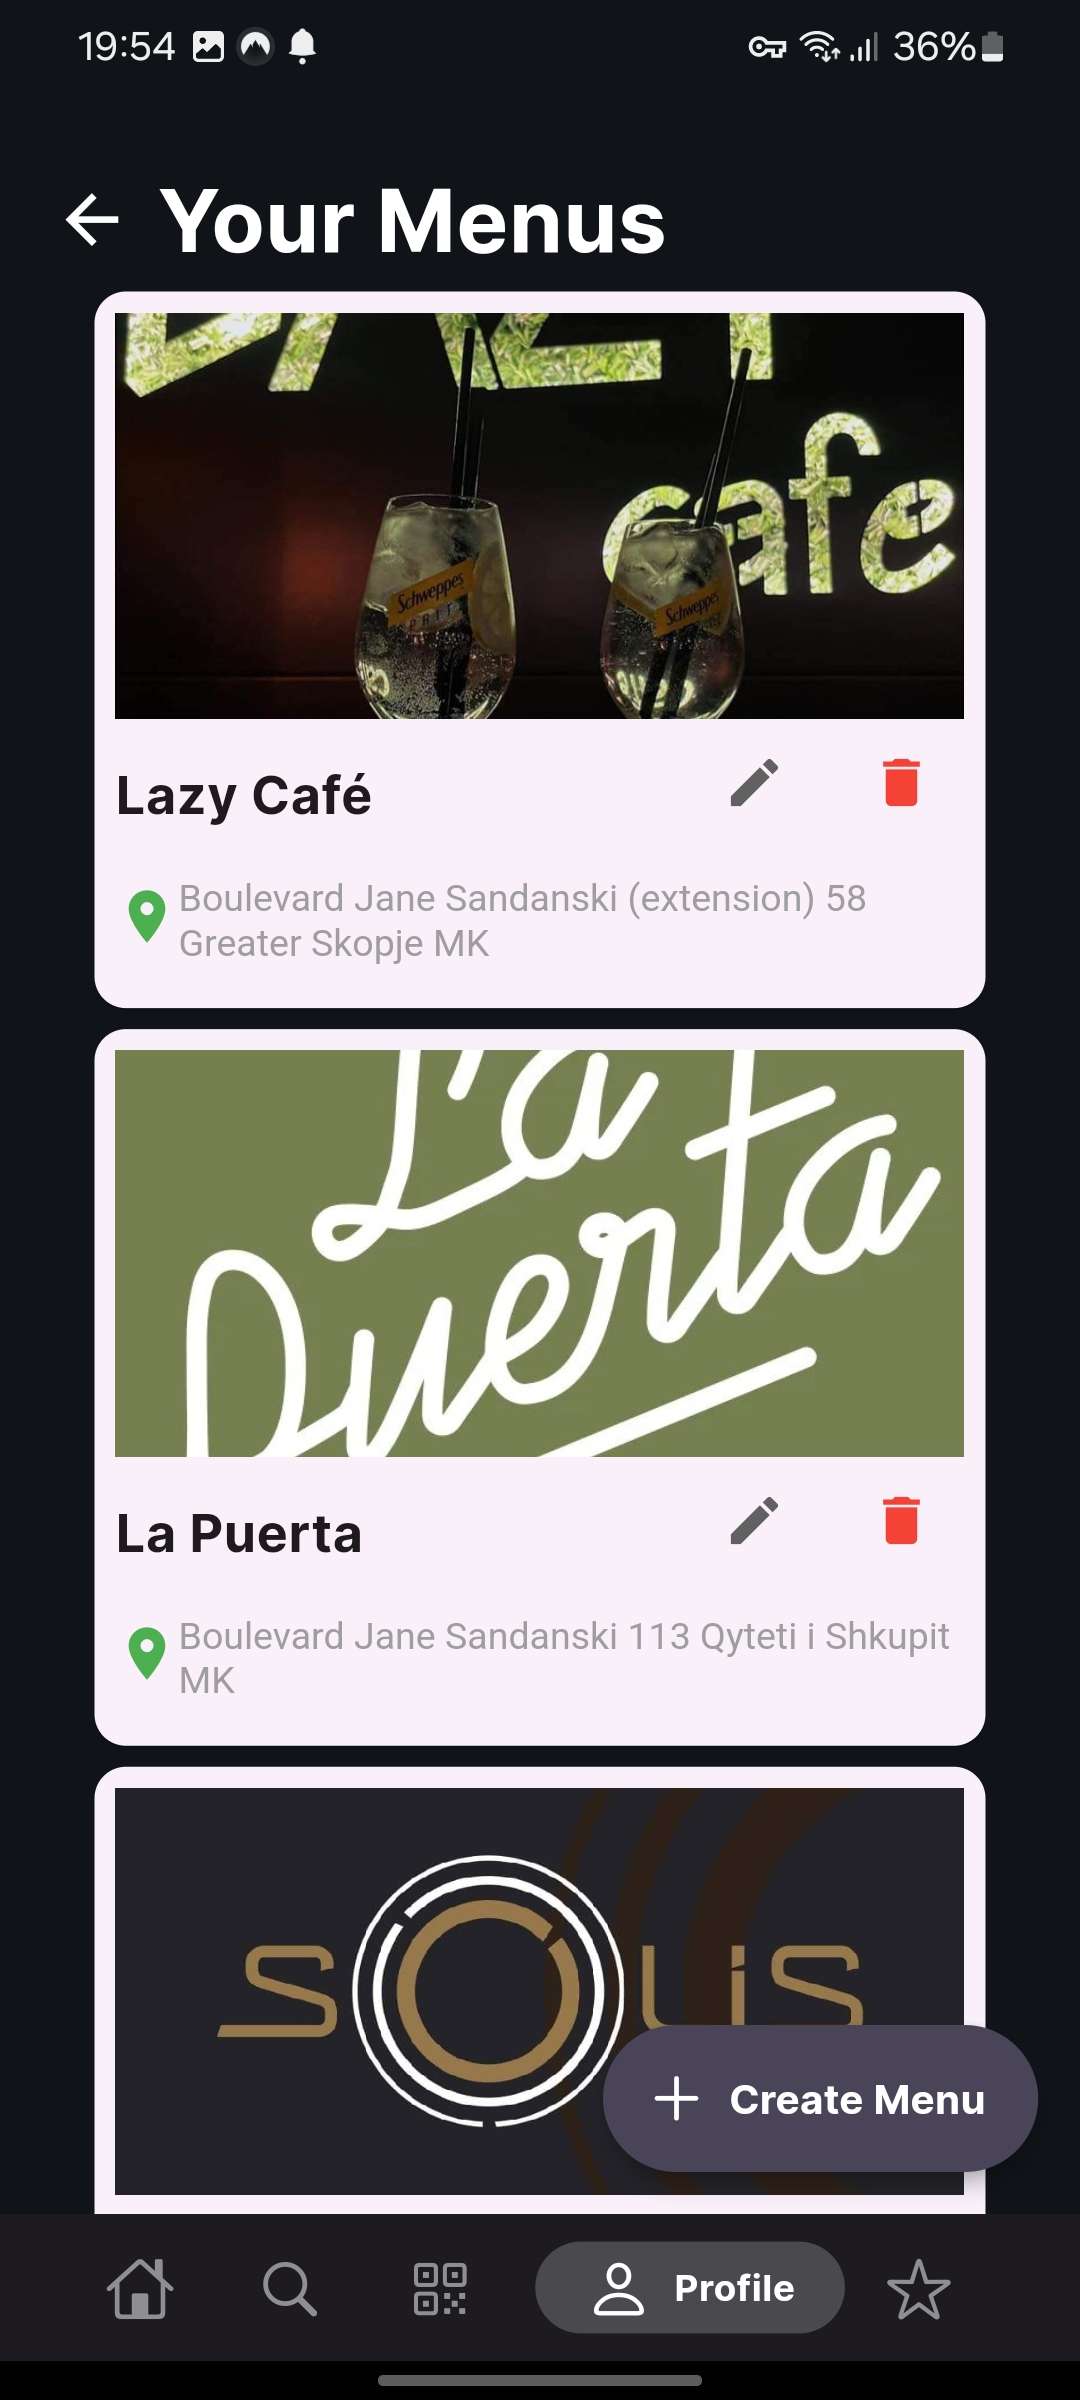 19:54
36%
Your Menus
cafe
Schweppes
Schweppes
Lazy Café
Boulevard Jane Sandanski (extension) 58
Greater Skopje MK
La
Puerta
La Puerta
Boulevard Jane Sandanski 113 Qyteti i Shkupit
MK
SOLiS
Create Menu
Profile